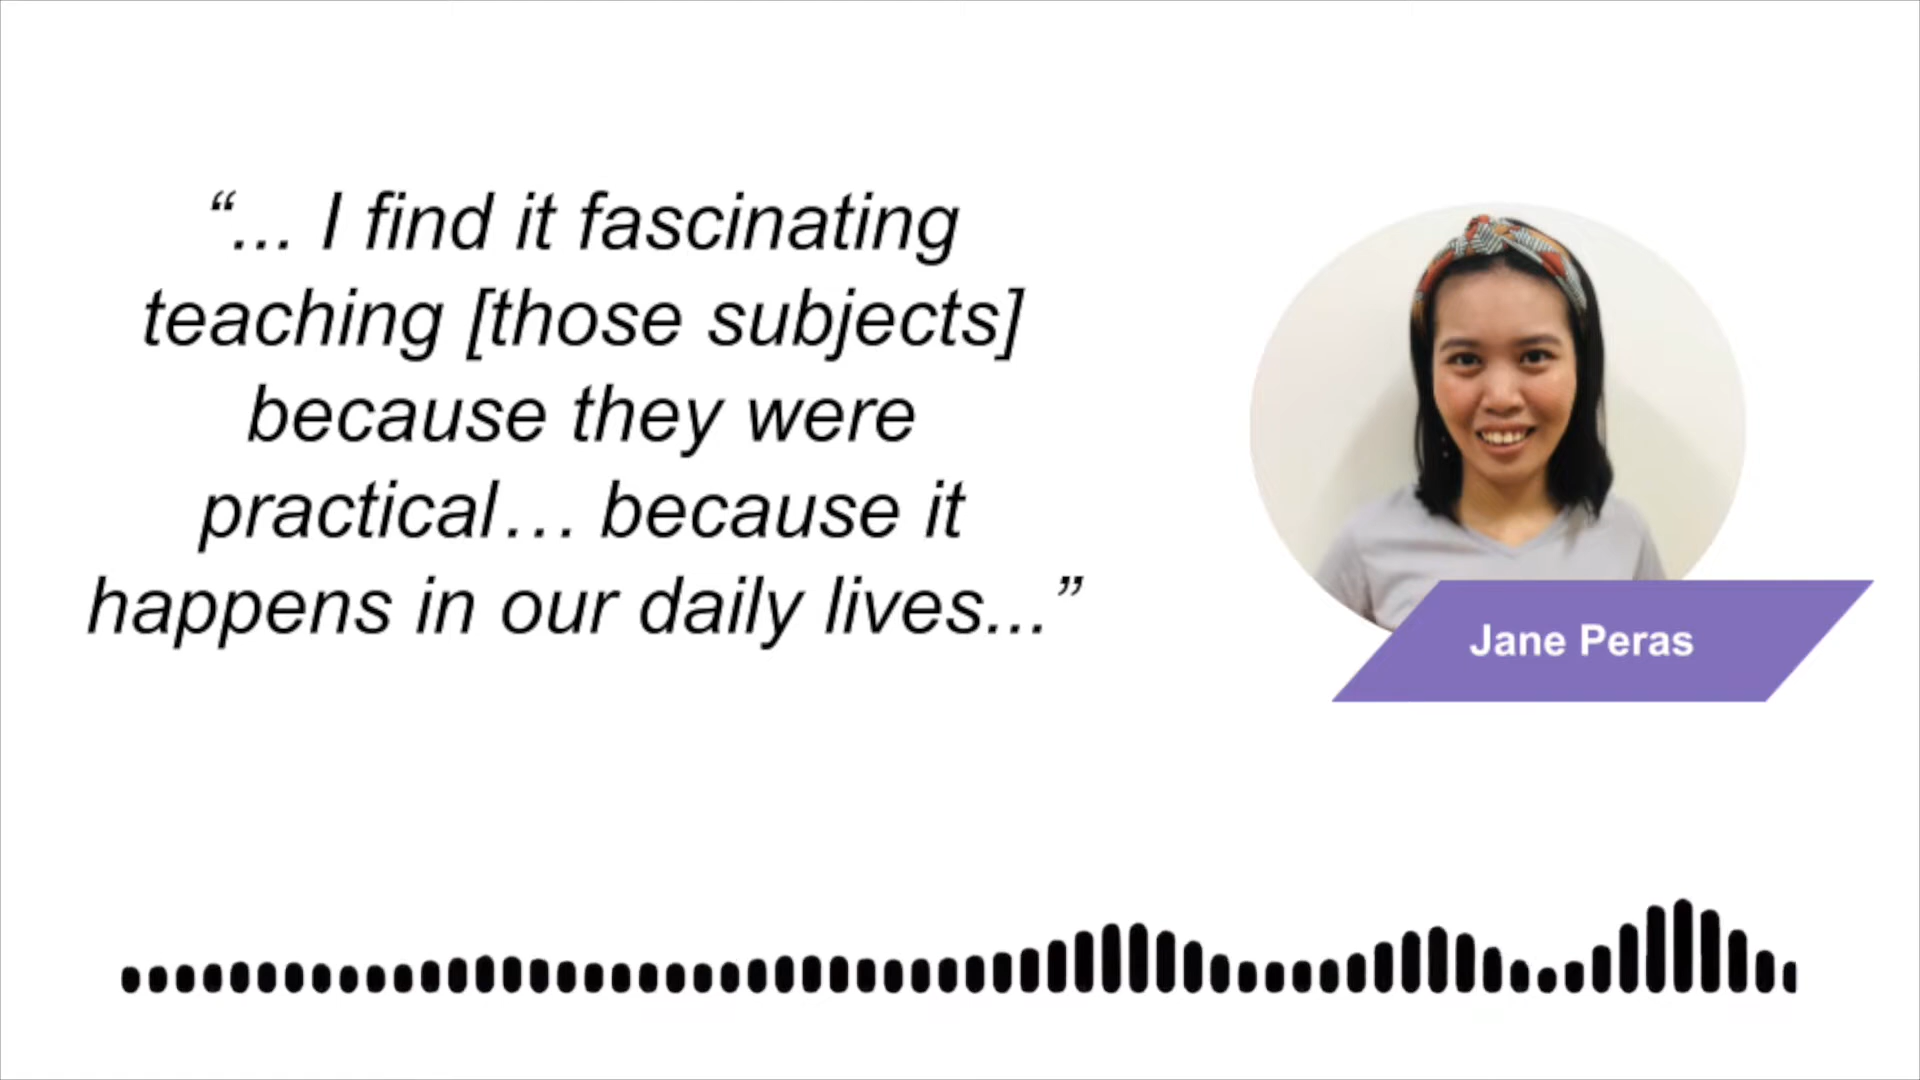 “... I find it fascinating
teaching [those subjects]
because they were
practical… because it
happens in our daily lives...”
Jane Peras